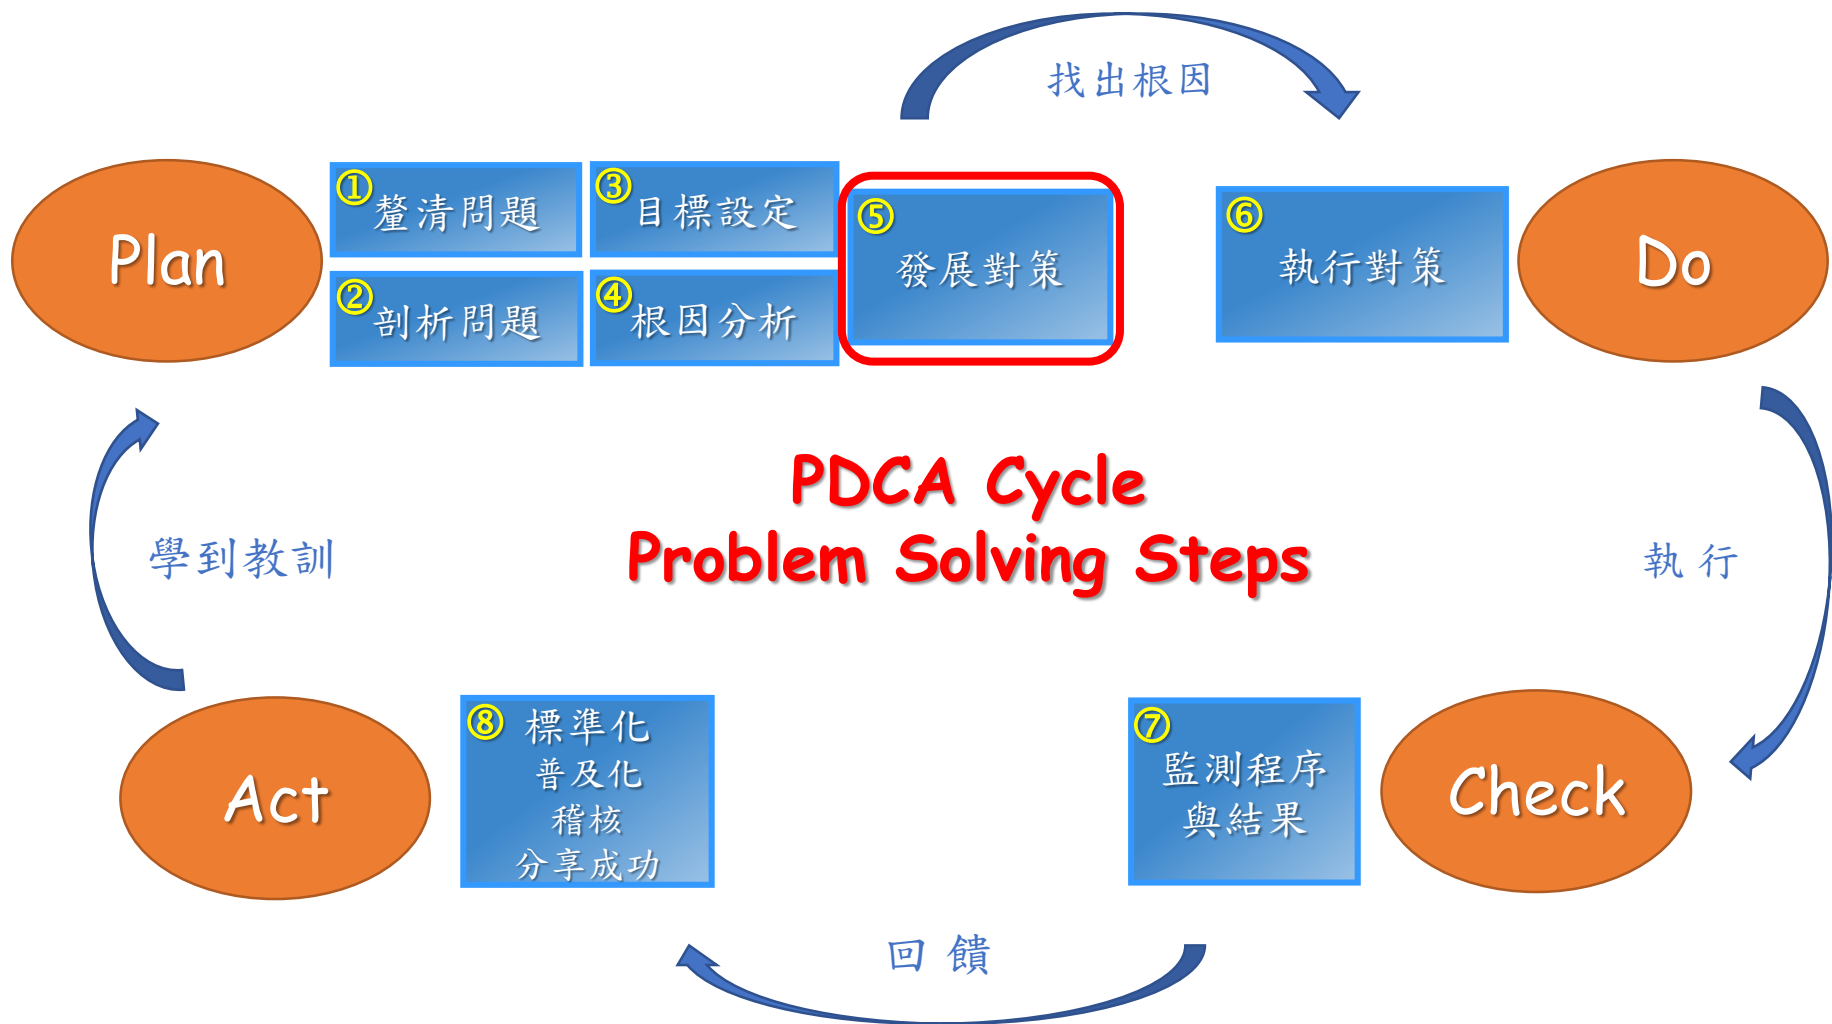 找出根因
Plan
① 釐清問題
② 剖析問題
③ 目標設定
④ 根因分析
⑤ 發展對策
⑥ 執行對策
Do
PDCA Cycle
Problem Solving Steps
學到教訓
執行
Act
⑧ 標準化
普及化
稽核
分享成功
⑦ 監測程序
與結果
Check
回饋